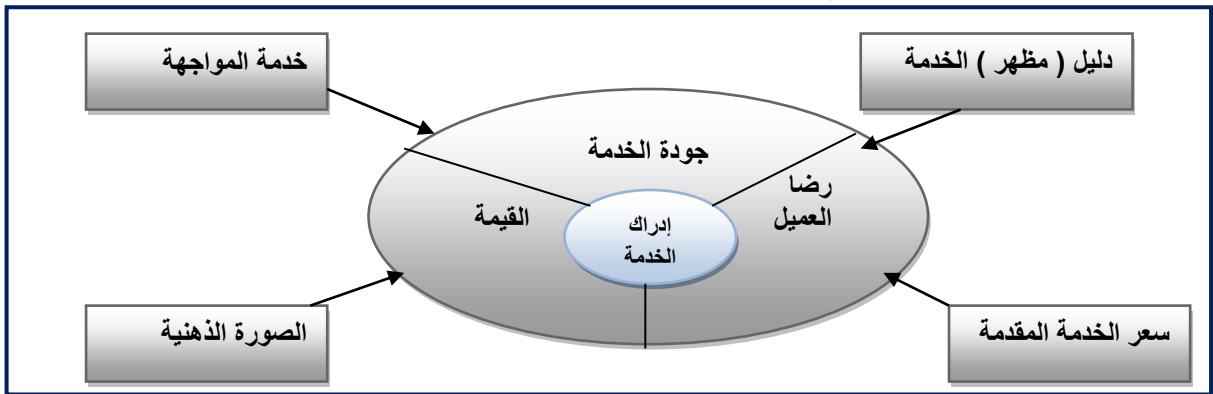 دليل ( مظهر ) الخدمة
خدمة المواجهة
جودة الخدمة
رضا
العميل
القيمة
إدراك
الخدمة
سعر الخدمة المقدمة
الصورة الذهنية